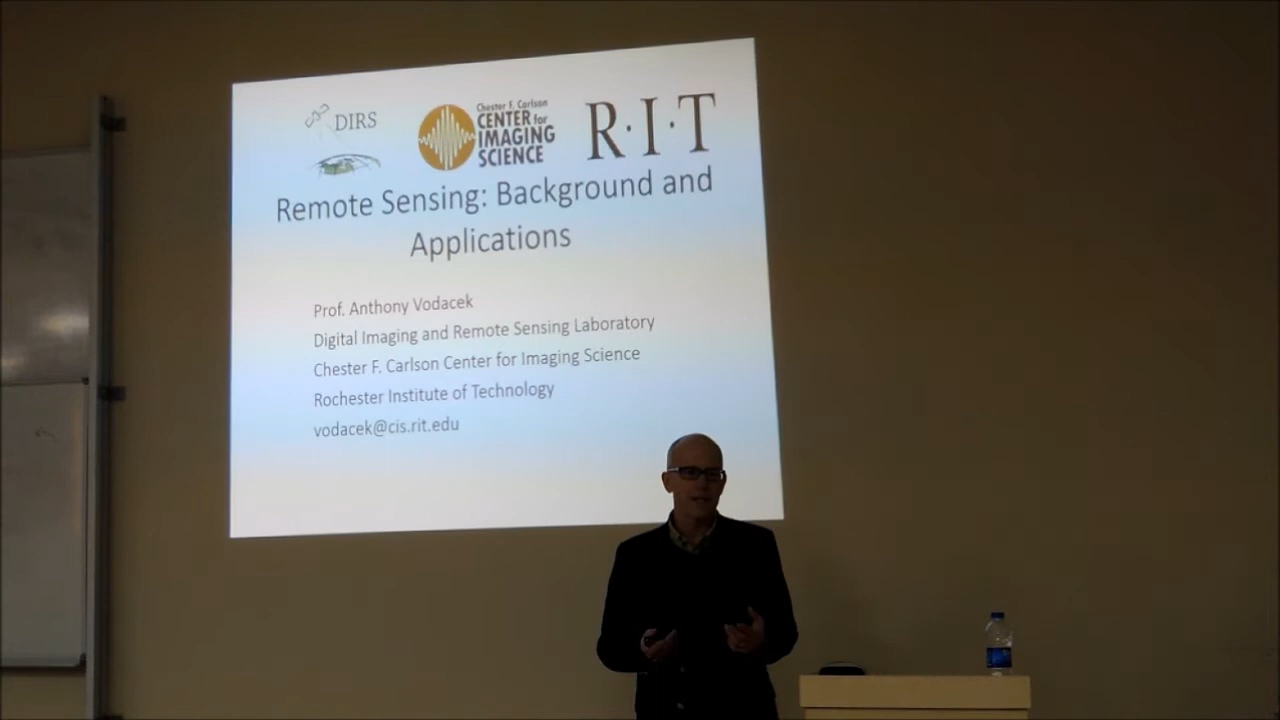 DIRS
Chester F. Carlson
CENTER for
IMAGING
SCIENCE
R·I·T
Remote Sensing: Background and
Applications
Prof. Anthony Vodacek
Digital Imaging and Remote Sensing Laboratory
Chester F. Carlson Center for Imaging Science
Rochester Institute of Technology
vodacek@cis.rit.edu